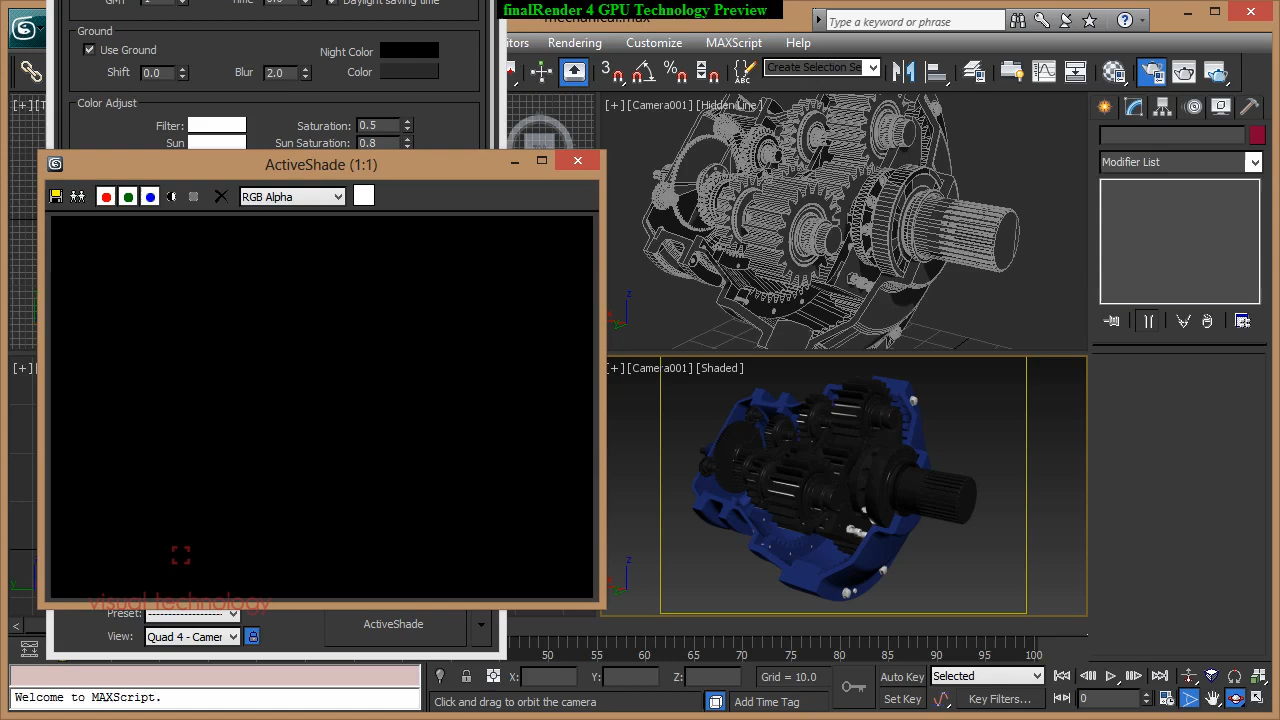 finalRender 4 GPU Technology Preview
Type a keyword or phrase
Rendering Customize MAXScript Help
Create Selection Se
Daylight saving time
Ground
Use Ground
Night Color
Shift: 0.0 Blur 2.0 Color
Color Adjust
Filter: Saturation: 0.5
Sun Sun Saturation: 0.8
ActiveShade (1:1)
RGB Alpha
[+] [Camera001] [Hidden Line]
Modifier List
[+] [Camera001] [Shaded]
z
z
visual technology
Preset: --------------------
View: Quad 4 - Camer
ActiveShade
50 55 60 65 70 75 80 85 90 95 100
X: Y: Z: Grid = 10.0
Auto Key Selected
Welcome to MAXScript.
Click and drag to orbit the camera
Add Time Tag
Set Key Key Filters... 0